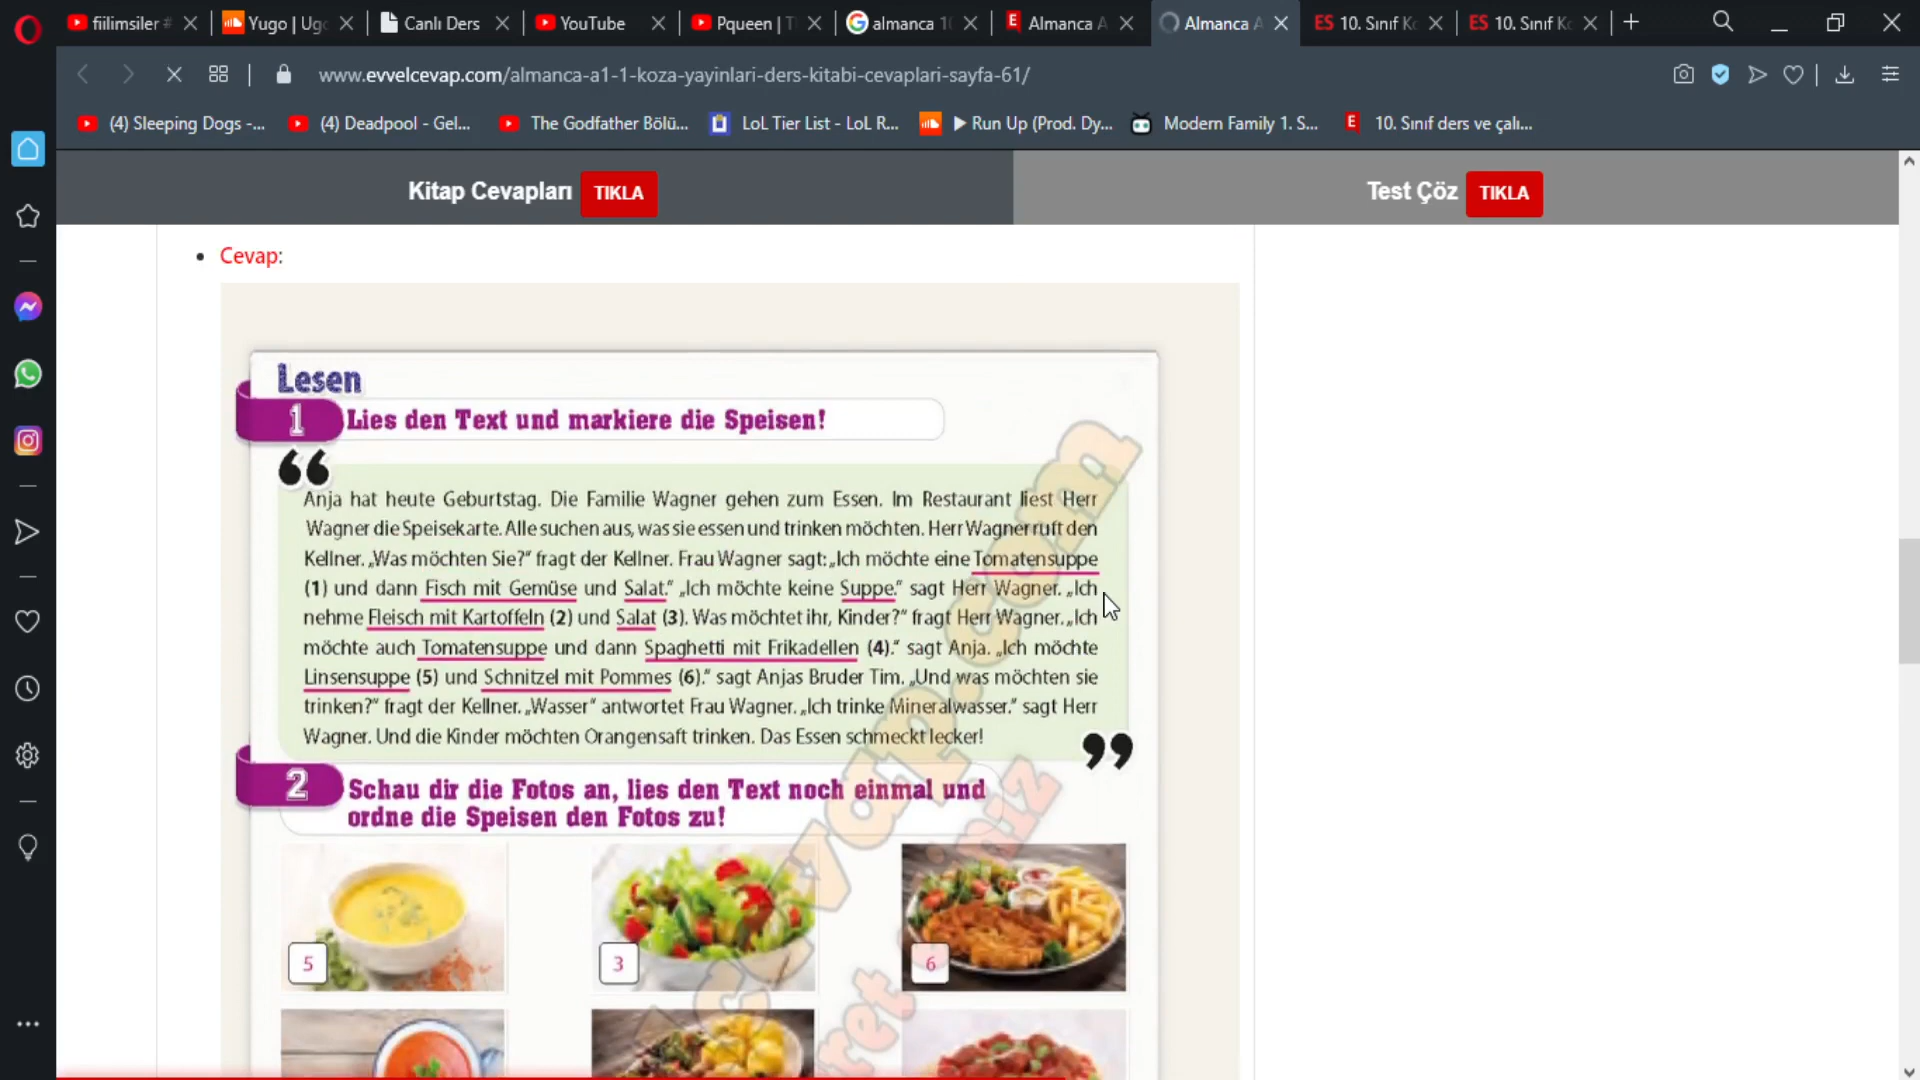 fiilimsiler #
Yugo | Ugo
Canlı Ders
YouTube
Pqueen | T
almanca 10
Almanca A
Almanca A
ES 10. Sınıf Ko
ES 10. Sınıf Ko
www.evvelcevap.com/almanca-a1-1-koza-yayinlari-ders-kitabi-cevaplari-sayfa-61/
(4) Sleeping Dogs -...
(4) Deadpool - Gel...
The Godfather Bölü...
LoL Tier List - LoL R...
▶ Run Up (Prod. Dy...
Modern Family 1. S...
E 10. Sınıf ders ve çalı...
Kitap Cevapları TIKLA
Test Çöz TIKLA
• Cevap:
Lesen
1 Lies den Text und markiere die Speisen!
Anja hat heute Geburtstag. Die Familie Wagner gehen zum Essen. Im Restaurant liest Herr
Wagner die Speisekarte. Alle suchen aus, was sie essen und trinken möchten. Herr Wagner ruft den
Kellner. „Was möchten Sie?“ fragt der Kellner. Frau Wagner sagt: „Ich möchte eine Tomatensuppe
(1) und dann Fisch mit Gemüse und Salat.“ „Ich möchte keine Suppe.“ sagt Herr Wagner. „Ich
nehme Fleisch mit Kartoffeln (2) und Salat (3). Was möchtet ihr, Kinder?“ fragt Herr Wagner. „Ich
möchte auch Tomatensuppe und dann Spaghetti mit Frikadellen (4).“ sagt Anja. „Ich möchte
Linsensuppe (5) und Schnitzel mit Pommes (6).“ sagt Anjas Bruder Tim. „Und was möchten sie
trinken?“ fragt der Kellner. „Wasser“ antwortet Frau Wagner. „Ich trinke Mineralwasser.“ sagt Herr
Wagner. Und die Kinder möchten Orangensaft trinken. Das Essen schmeckt lecker!
2 Schau dir die Fotos an, lies den Text noch einmal und
ordne die Speisen den Fotos zu!
5
3
6